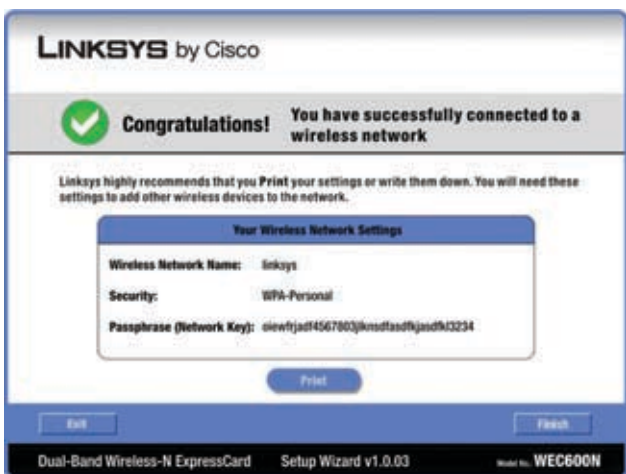 LINKSYS by Cisco
Congratulations!
You have successfully connected to a
wireless network
Linksys highly recommends that you Print your settings or write them down. You will need these
settings to add other wireless devices to the network.
Your Wireless Network Settings
Wireless Network Name: linksys
Security: WPA-Personal
Passphrase (Network Key):
Print
Exit
Finish
Dual-Band Wireless-N ExpressCard Setup Wizard v1.0.03 Model No. WEC600N